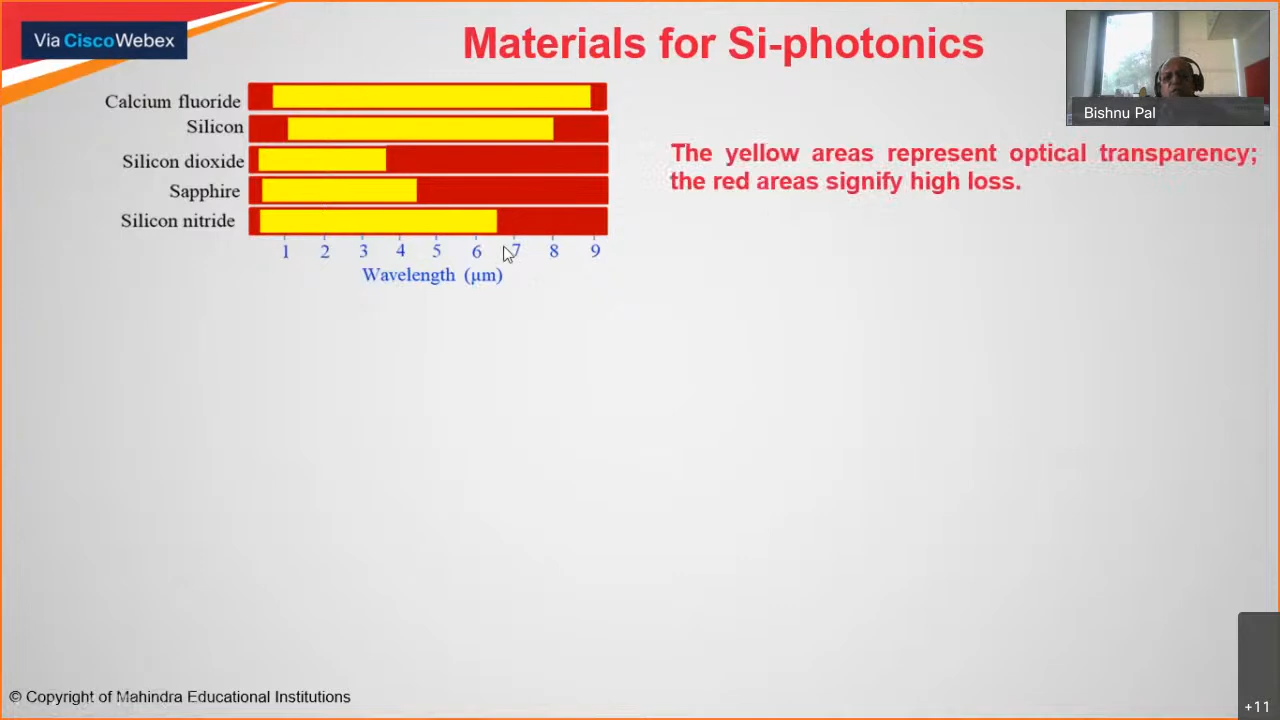 Via CiscoWebex
Materials for Si-photonics
Bishnu Pal
Calcium fluoride
Silicon
Silicon dioxide
Sapphire
Silicon nitride
1 2 3 4 5 6 7 8 9
Wavelength (μm)
The yellow areas represent optical transparency;
the red areas signify high loss.
© Copyright of Mahindra Educational Institutions
+11